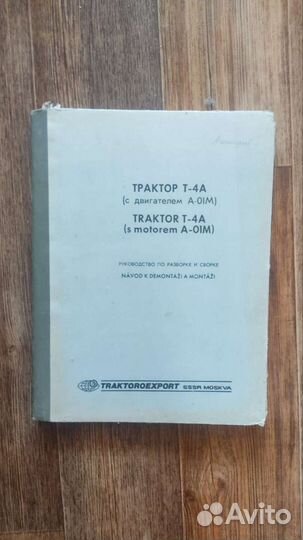 ТРАКТОР Т-4А
(с двигателем А-01М)
TRAKTOR T-4A
(s motorem A-01M)
РУКОВОДСТВО ПО РАЗБОРКЕ И СБОРКЕ
NÁVOD K DEMONTÁŽI A MONTÁŽI
TRAKTOROEXPORT SSSR MOSKVA
Avito